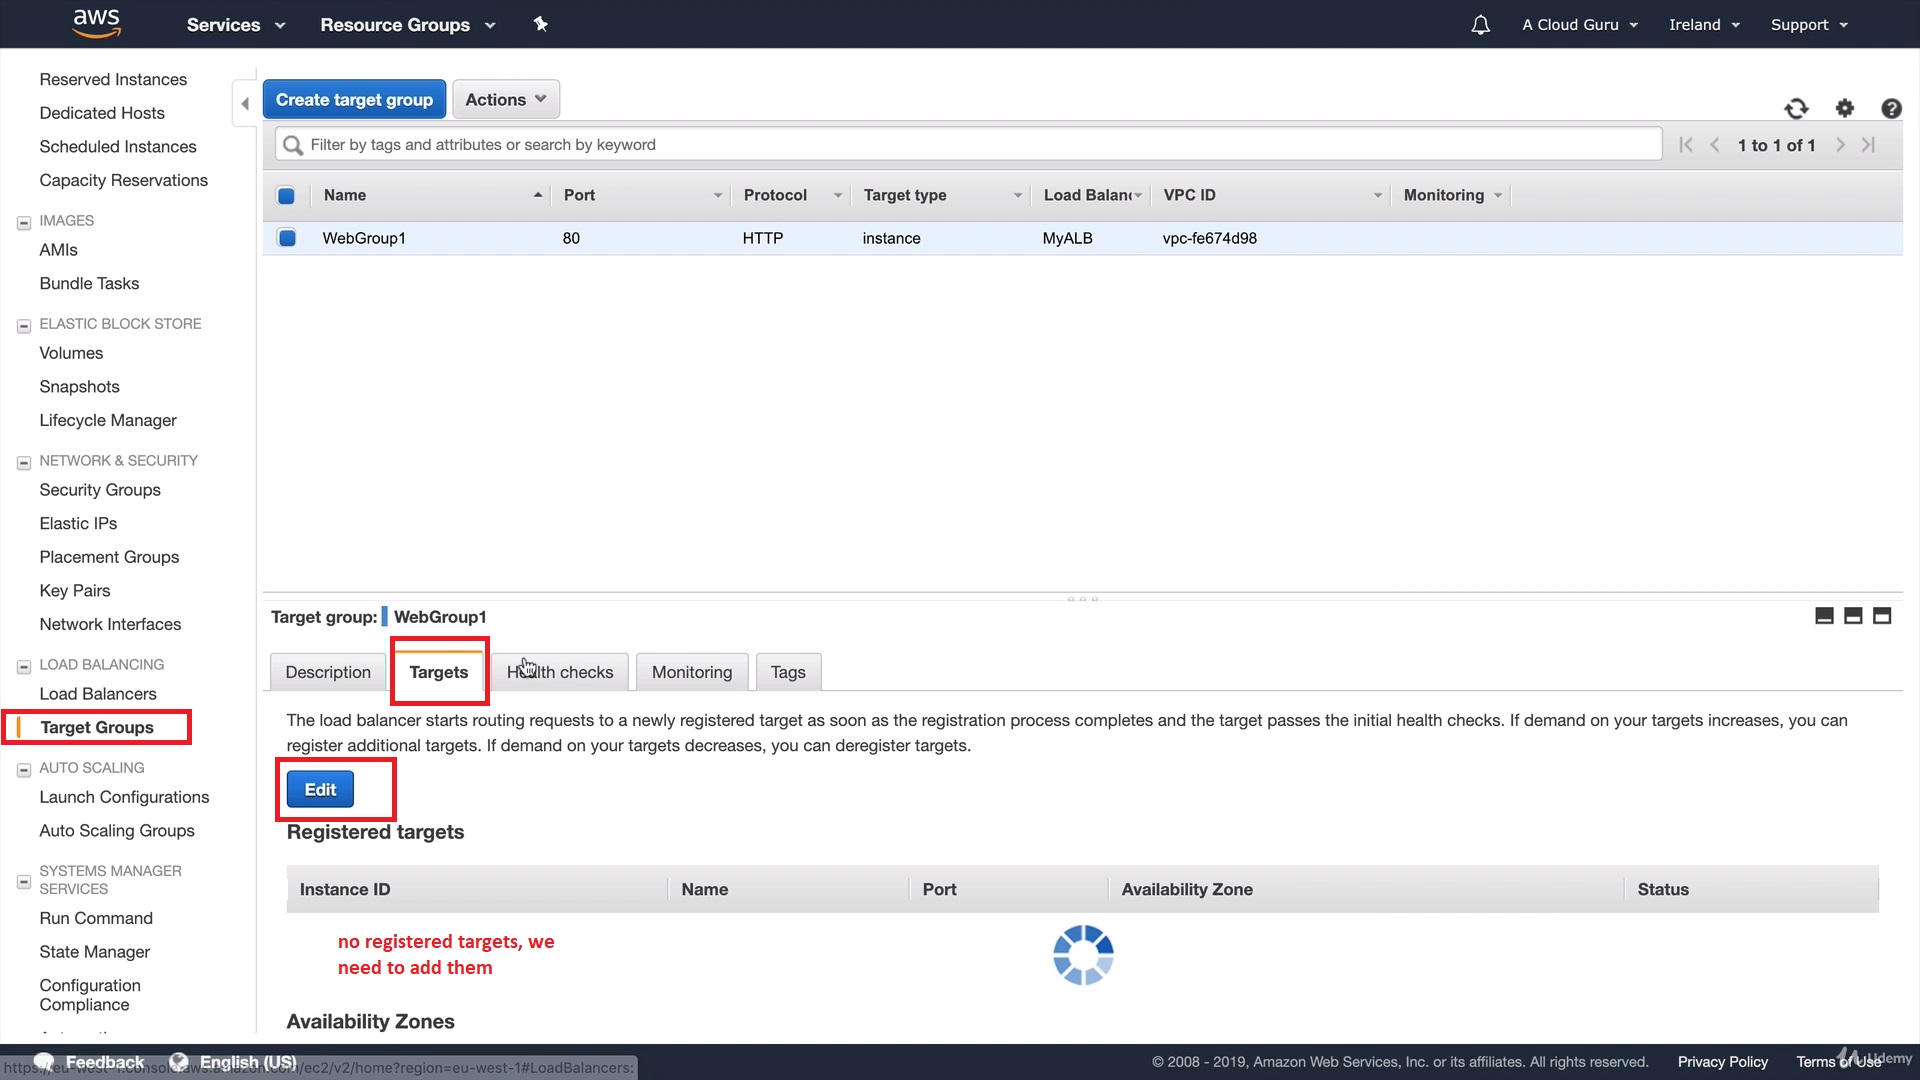 aws
Services
Resource Groups
A Cloud Guru
Ireland
Support
Reserved Instances
Dedicated Hosts
Scheduled Instances
Capacity Reservations
IMAGES
AMIs
Bundle Tasks
ELASTIC BLOCK STORE
Volumes
Snapshots
Lifecycle Manager
NETWORK & SECURITY
Security Groups
Elastic IPs
Placement Groups
Key Pairs
Network Interfaces
LOAD BALANCING
Load Balancers
Target Groups
AUTO SCALING
Launch Configurations
Auto Scaling Groups
SYSTEMS MANAGER
SERVICES
Run Command
State Manager
Configuration
Compliance
Create target group
Actions
Filter by tags and attributes or search by keyword
1 to 1 of 1
Name Port Protocol Target type Load Balanc VPC ID Monitoring
WebGroup1 80 HTTP instance MyALB vpc-fe674d98
Target group: WebGroup1
Description Targets Health checks Monitoring Tags
The load balancer starts routing requests to a newly registered target as soon as the registration process completes and the target passes the initial health checks. If demand on your targets increases, you can
register additional targets. If demand on your targets decreases, you can deregister targets.
Edit
Registered targets
Instance ID Name Port Availability Zone Status
no registered targets, we
need to add them
Availability Zones
Feedback English (US)
https://eu-west-1.console.aws.amazon.com/ec2/v2/home?region=eu-west-1#LoadBalancers:
© 2008 - 2019, Amazon Web Services, Inc. or its affiliates. All rights reserved. Privacy Policy Terms of Use
Udemy